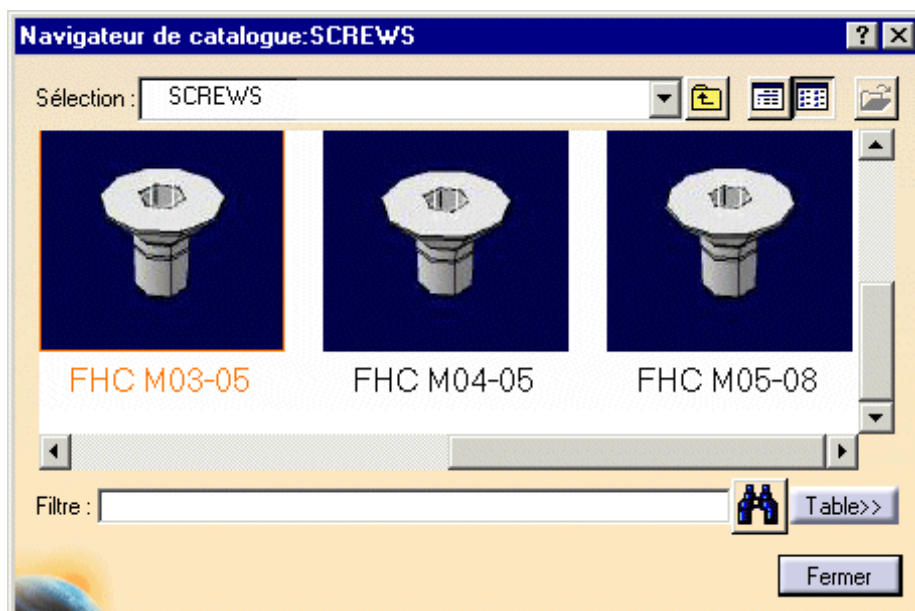 Navigateur de catalogue:SCREWS
Sélection : SCREWS
FHC M03-05 FHC M04-05 FHC M05-08
Filtre : Table>>
Fermer